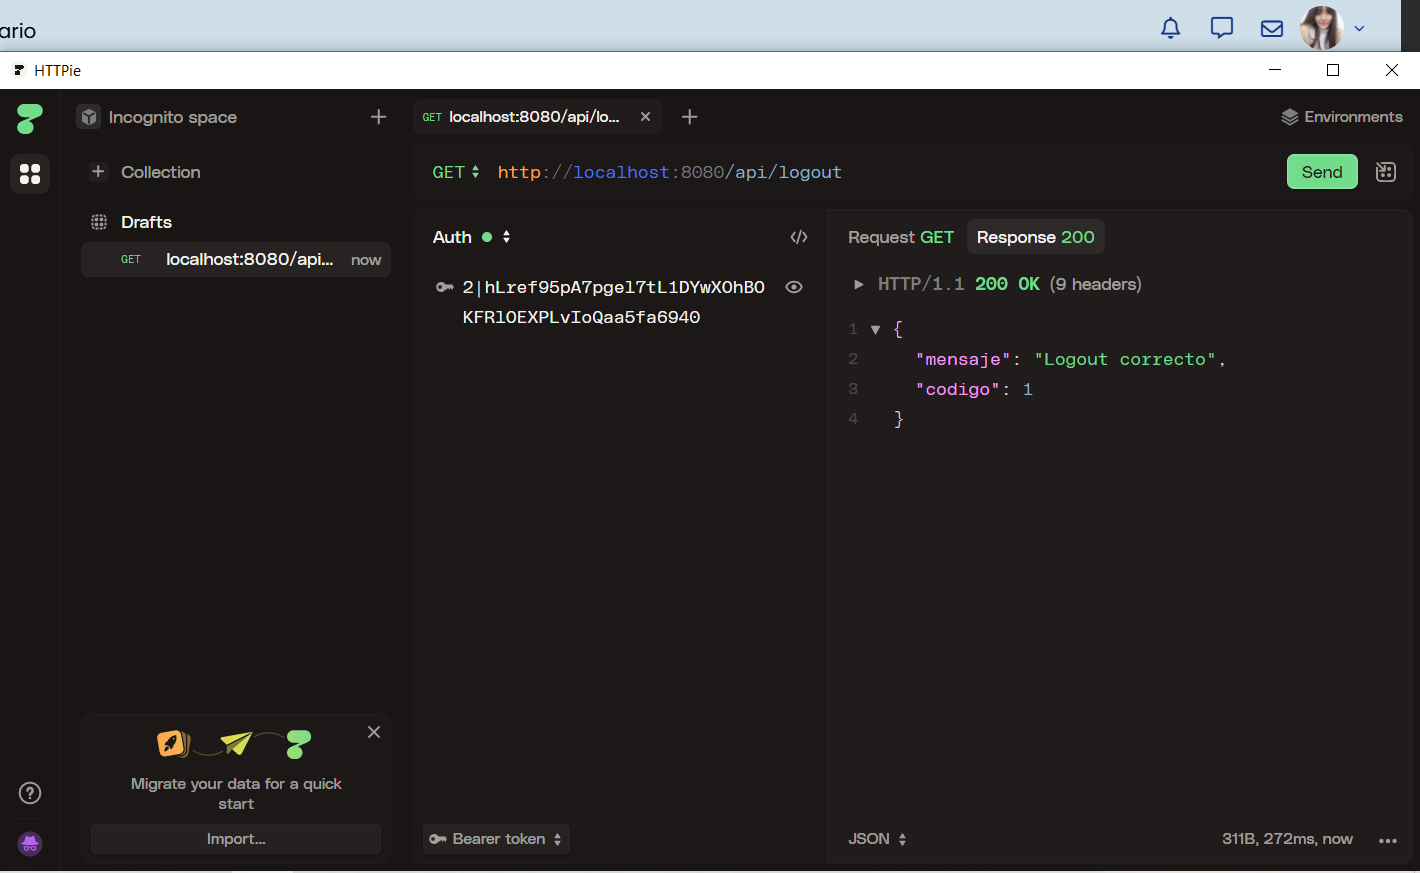 ario
HTTPie
Incognito space
GET localhost:8080/api/lo...
Environments
Collection
GET http://localhost:8080/api/logout
Send
Drafts
GET localhost:8080/api... now
Auth
Request GET Response 200
2|hLref95pA7pgel7tL1DYwXOhBO
KFRlOEXPLvIoQaa5fa6940
HTTP/1.1 200 OK (9 headers)
1 {
2 "mensaje": "Logout correcto",
3 "codigo": 1
4 }
Migrate your data for a quick
start
Import...
Bearer token
JSON
311B, 272ms, now